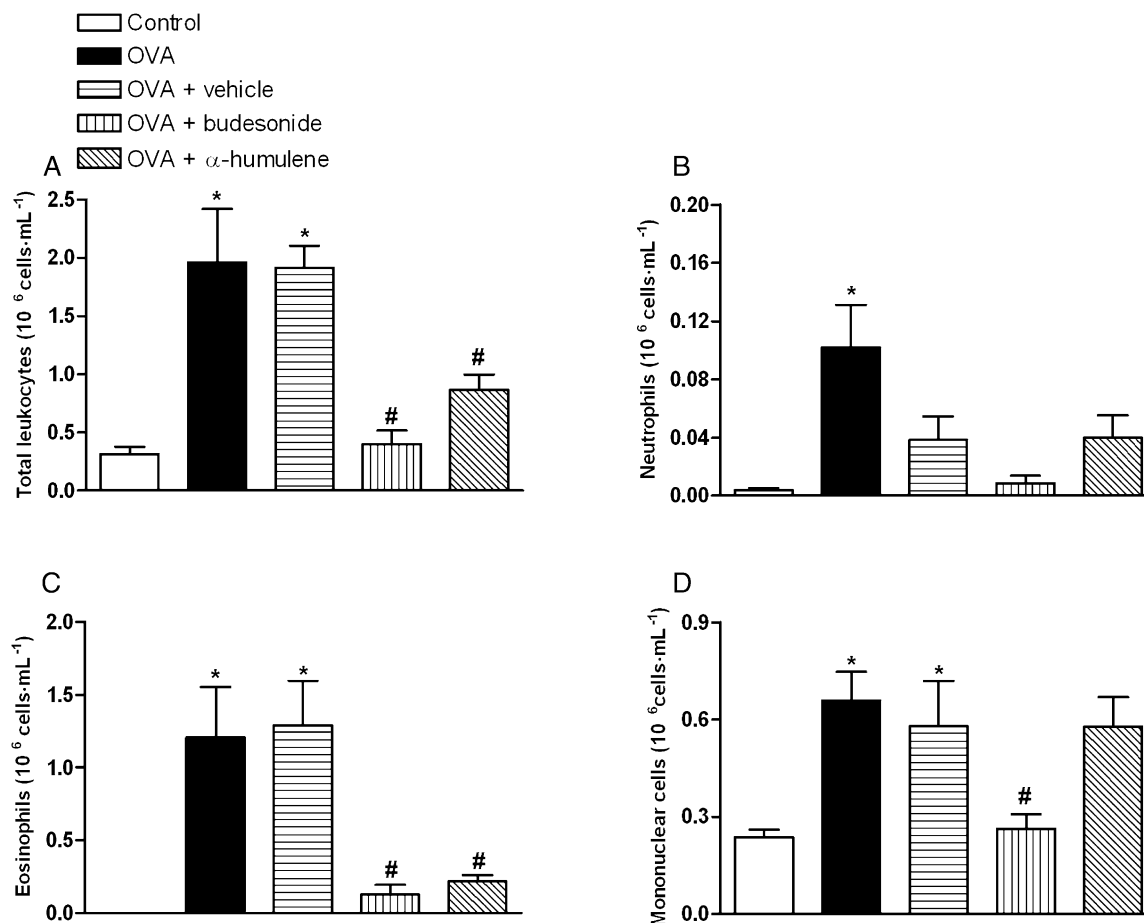 Control
OVA
OVA + vehicle
OVA + budesonide
OVA + α-humulene
A
Total leukocytes (10 6 cells·mL-1)
2.5
2.0
1.5
1.0
0.5
0.0
*
*
#
#
B
Neutrophils (10 6 cells·mL-1)
0.20
0.16
0.12
0.08
0.04
0.00
*
C
Eosinophils (10 6 cells·mL-1)
2.0
1.5
1.0
0.5
0.0
*
*
#
#
D
Mononuclear cells (10 6cells·mL-1)
0.9
0.6
0.3
0.0
*
*
#